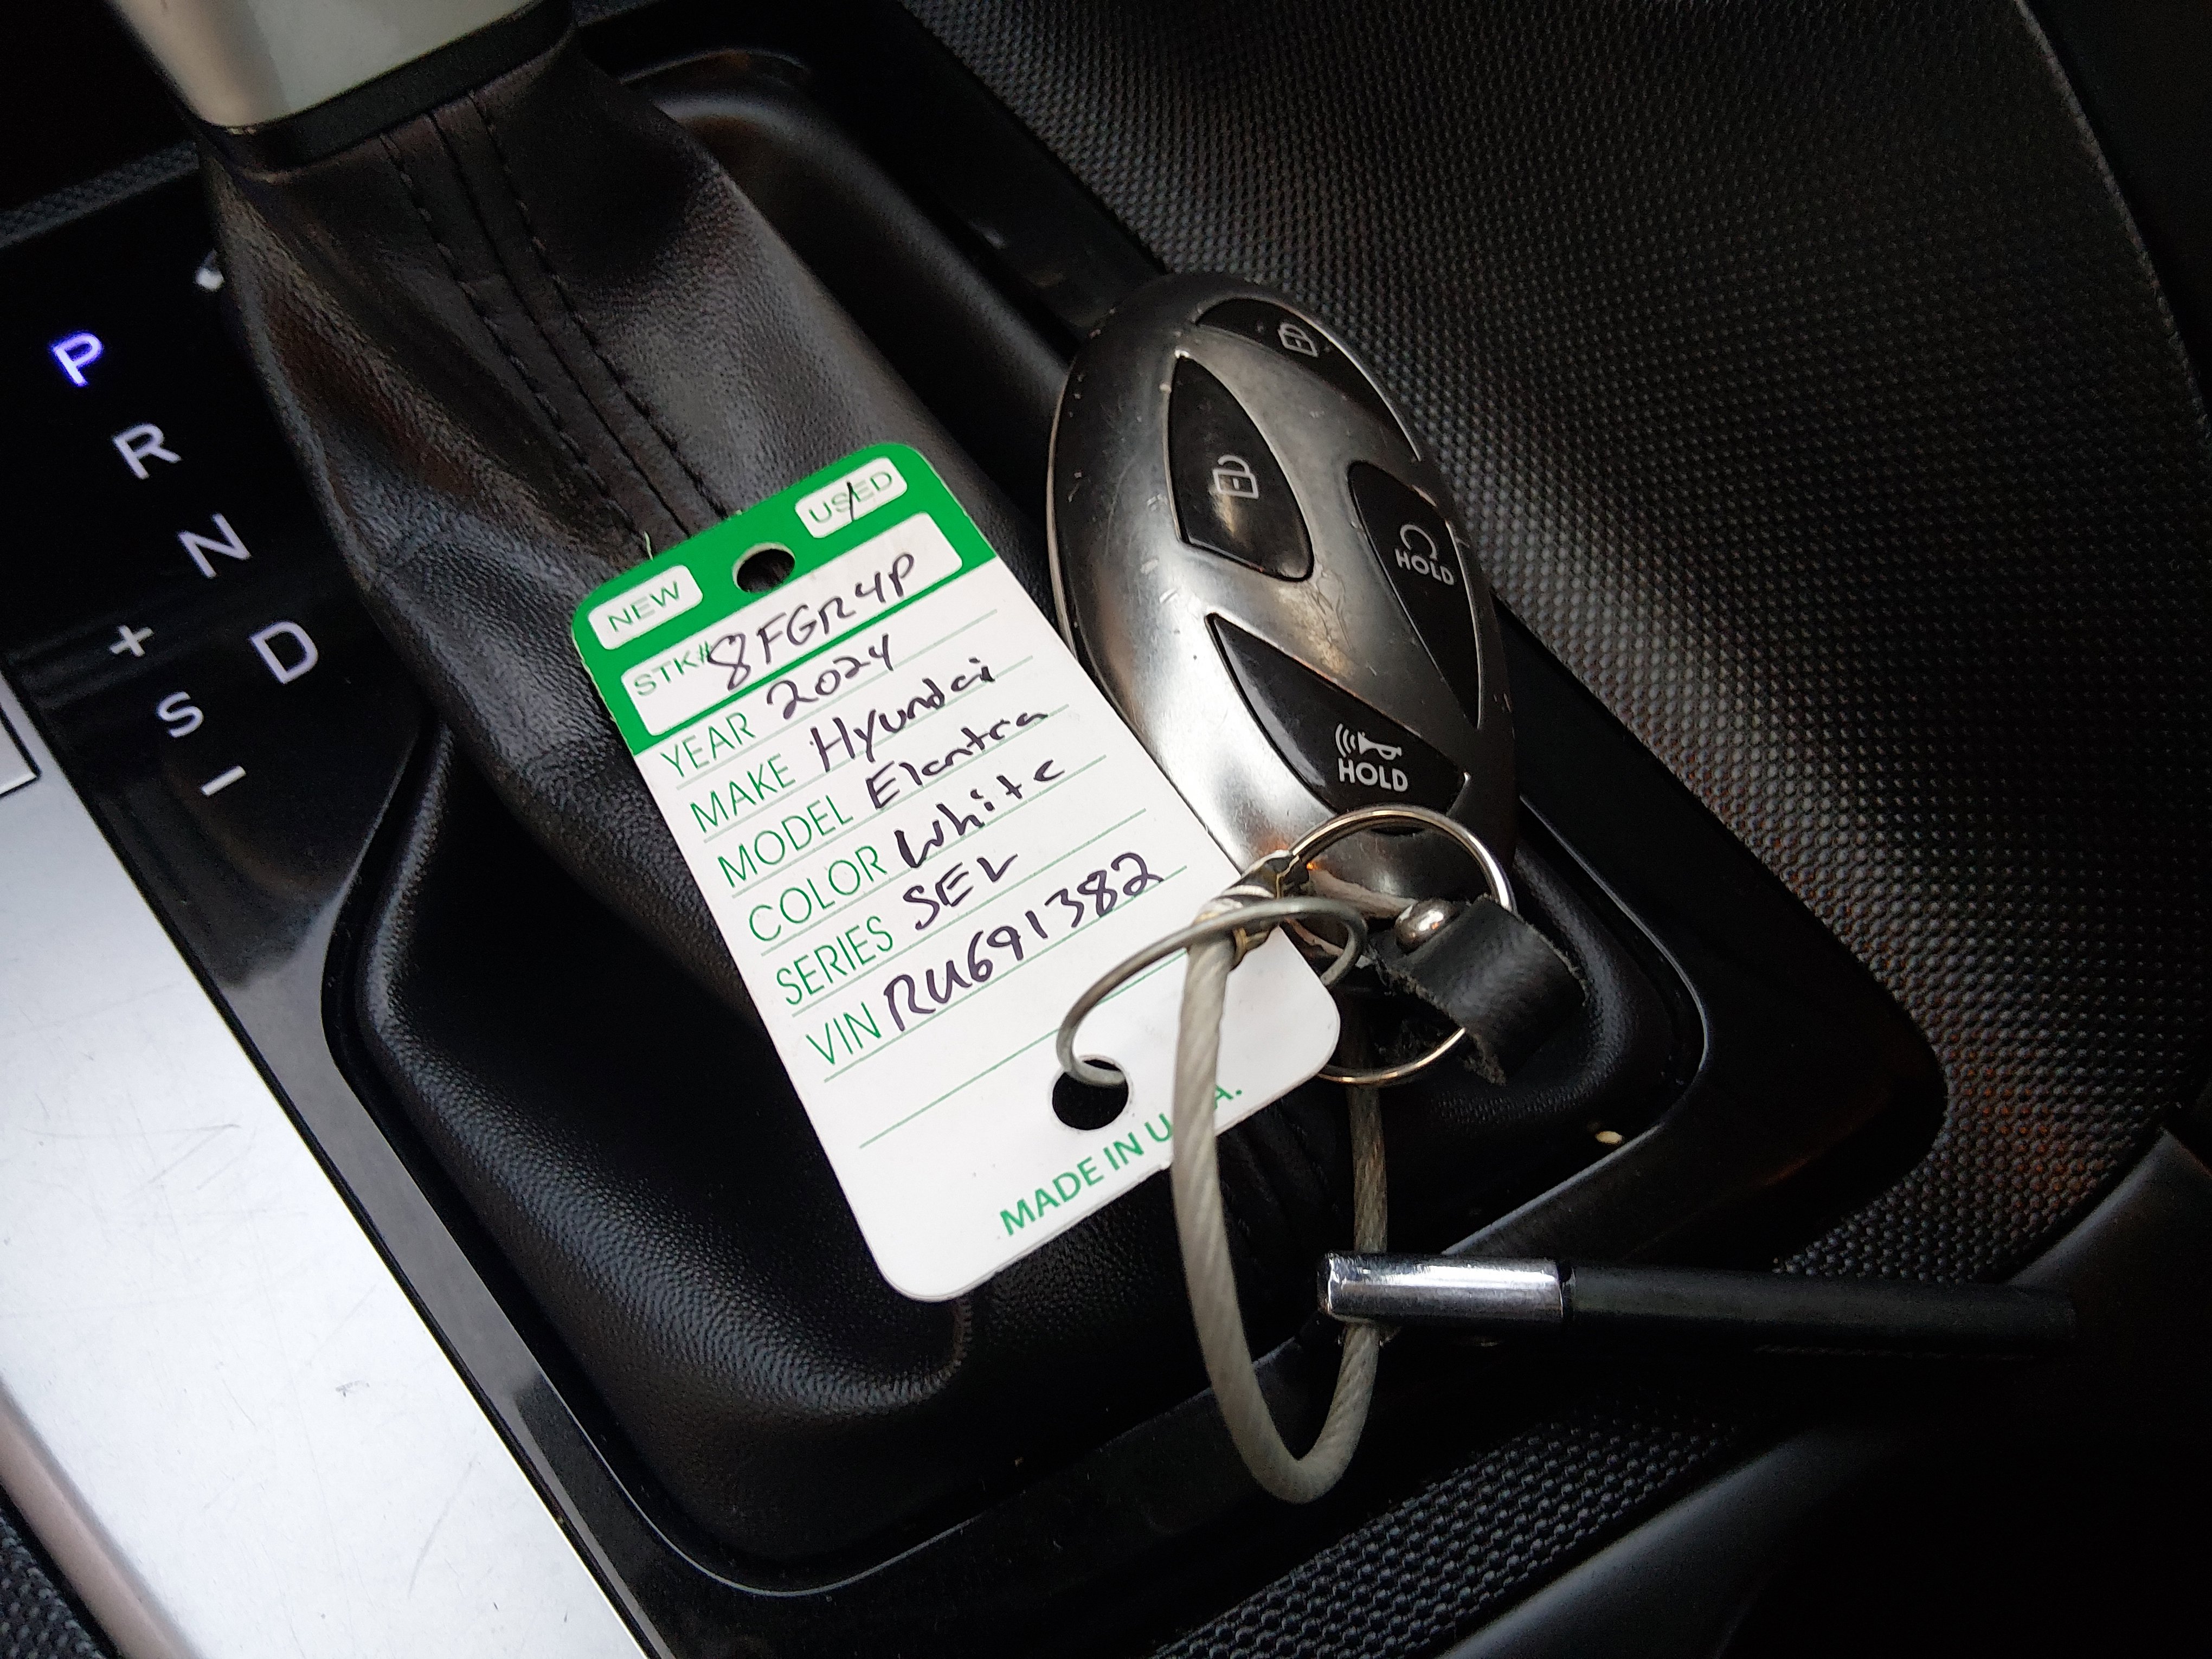 P
R
N
+ D
S
−
NEW USED
STK# 8FGR4P
YEAR 2024
MAKE Hyundai
MODEL Elantra
COLOR White
SERIES SEL
VIN RU691382
MADE IN U.S.A.
HOLD
HOLD